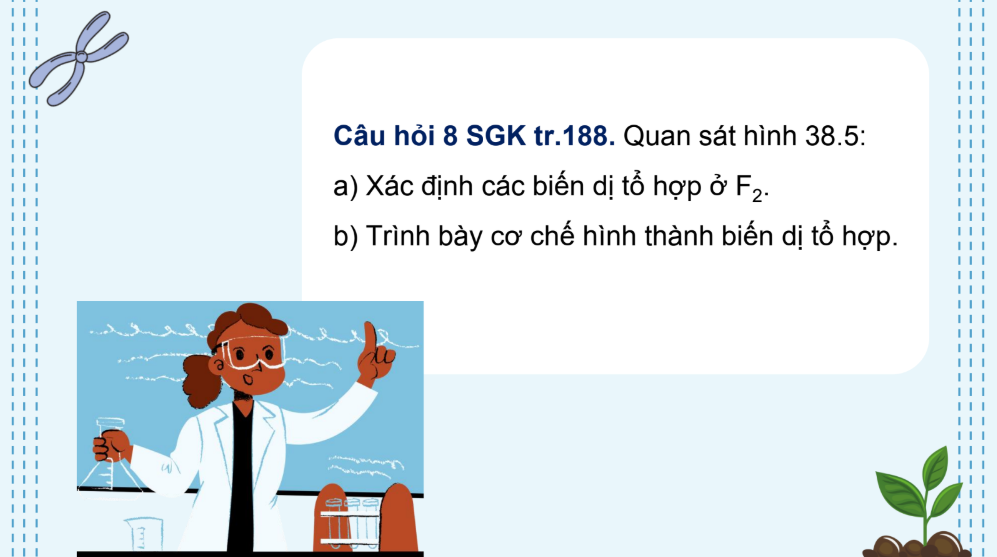 Câu hỏi 8 SGK tr.188. Quan sát hình 38.5:
a) Xác định các biến dị tổ hợp ở F₂.
b) Trình bày cơ chế hình thành biến dị tổ hợp.